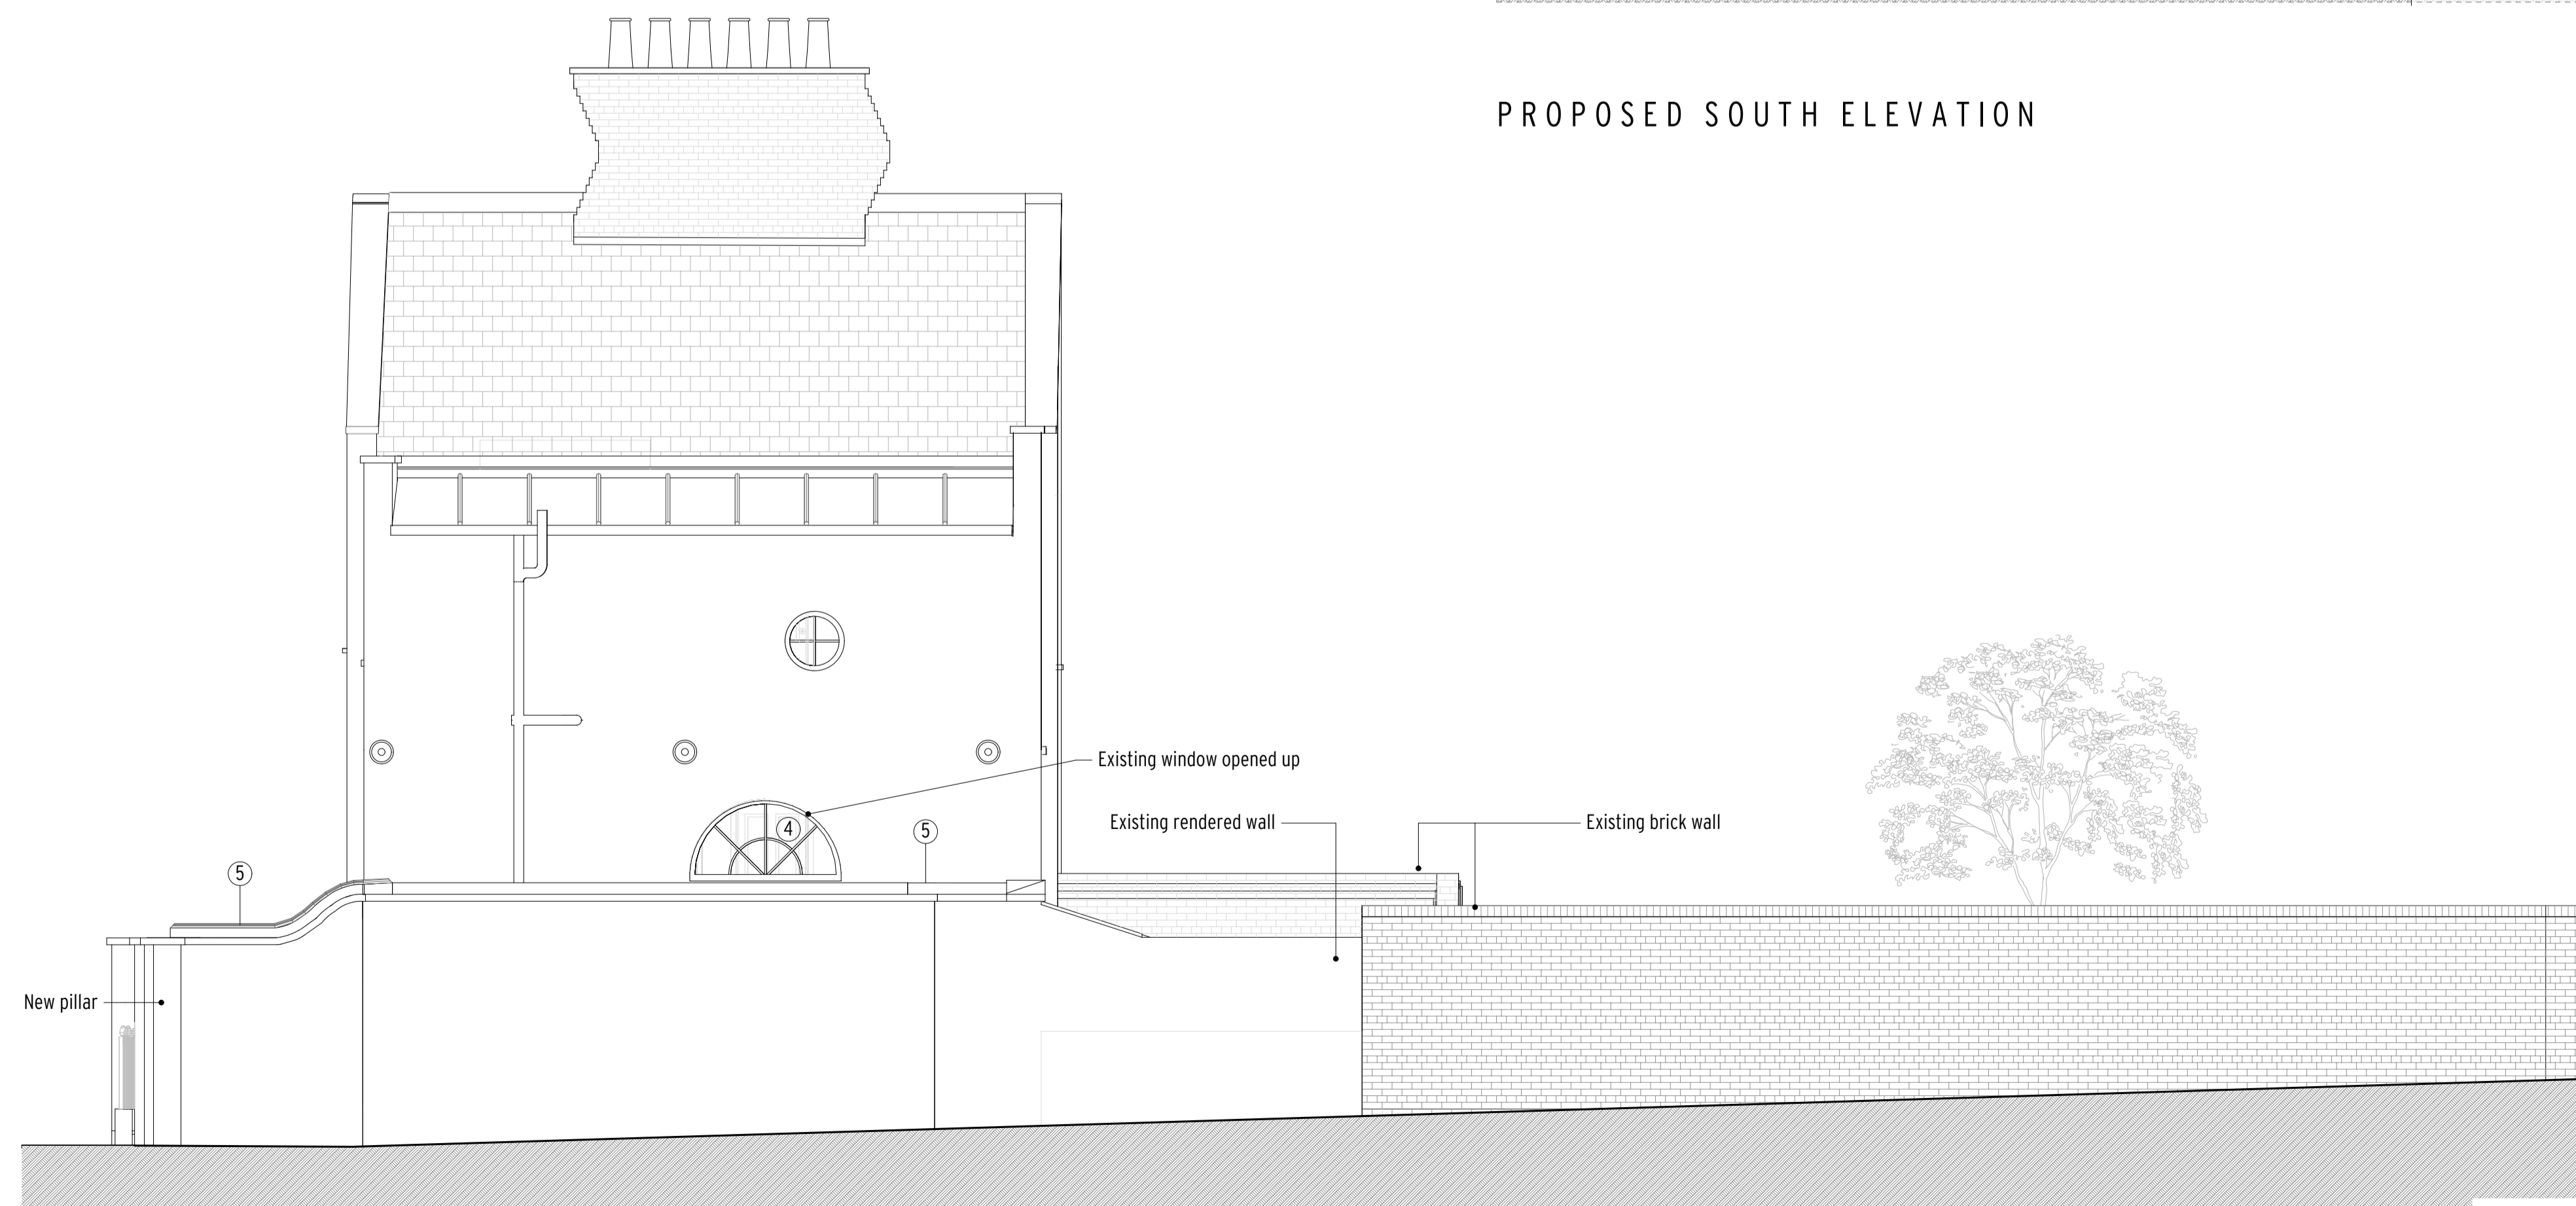 PROPOSED SOUTH ELEVATION
Existing window opened up
4
5
Existing rendered wall
Existing brick wall
5
New pillar